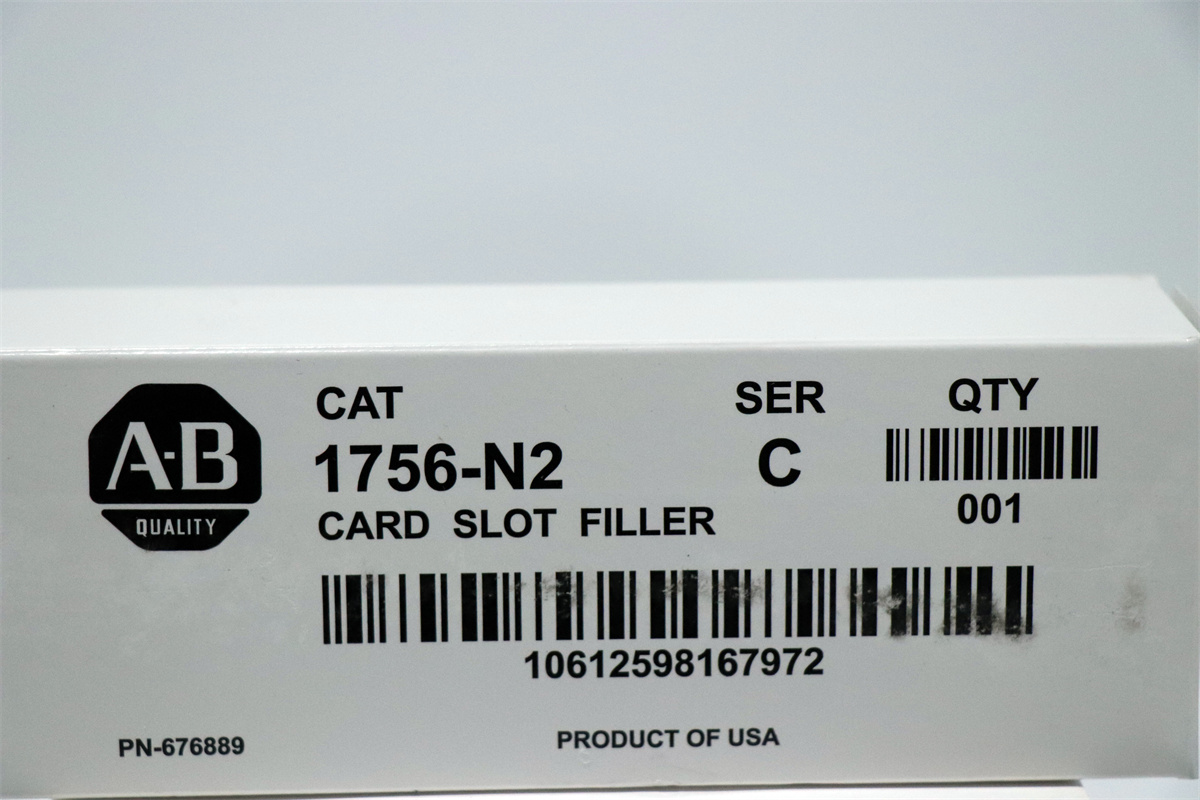 A-B
QUALITY
CAT
1756-N2
CARD SLOT FILLER
SER
C
QTY
001
10612598167972
PN-676889
PRODUCT OF USA